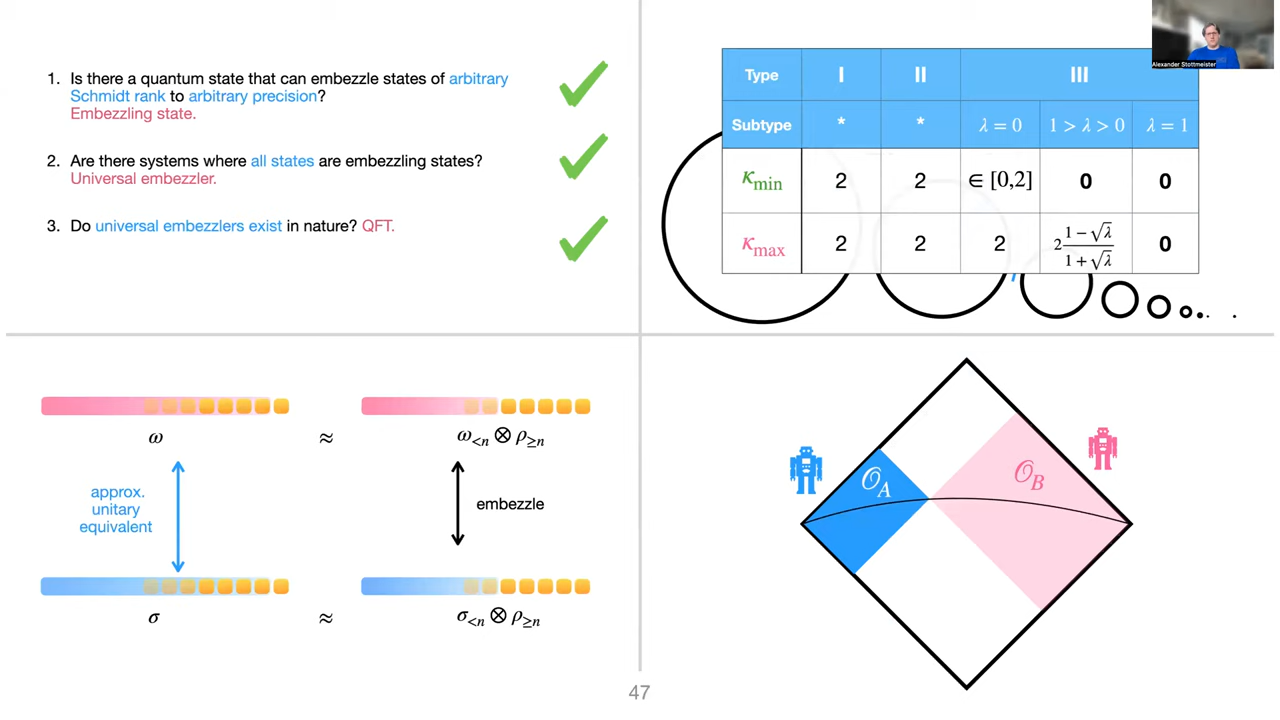 1. Is there a quantum state that can embezzle states of arbitrary
Schmidt rank to arbitrary precision?
Embezzling state.
2. Are there systems where all states are embezzling states?
Universal embezzler.
3. Do universal embezzlers exist in nature? QFT.
Alexander Stottmeister
Type I II III
Subtype * * λ = 0 1 > λ > 0 λ = 1
κmin 2 2 ∈ [0,2] 0 0
κmax 2 2 2 2 (1 − √λ)/(1 + √λ) 0
ω ≈ ω<n ⊗ ρ≥n
approx.
unitary
equivalent
embezzle
σ ≈ σ<n ⊗ ρ≥n
𝒪A
𝒪B
47